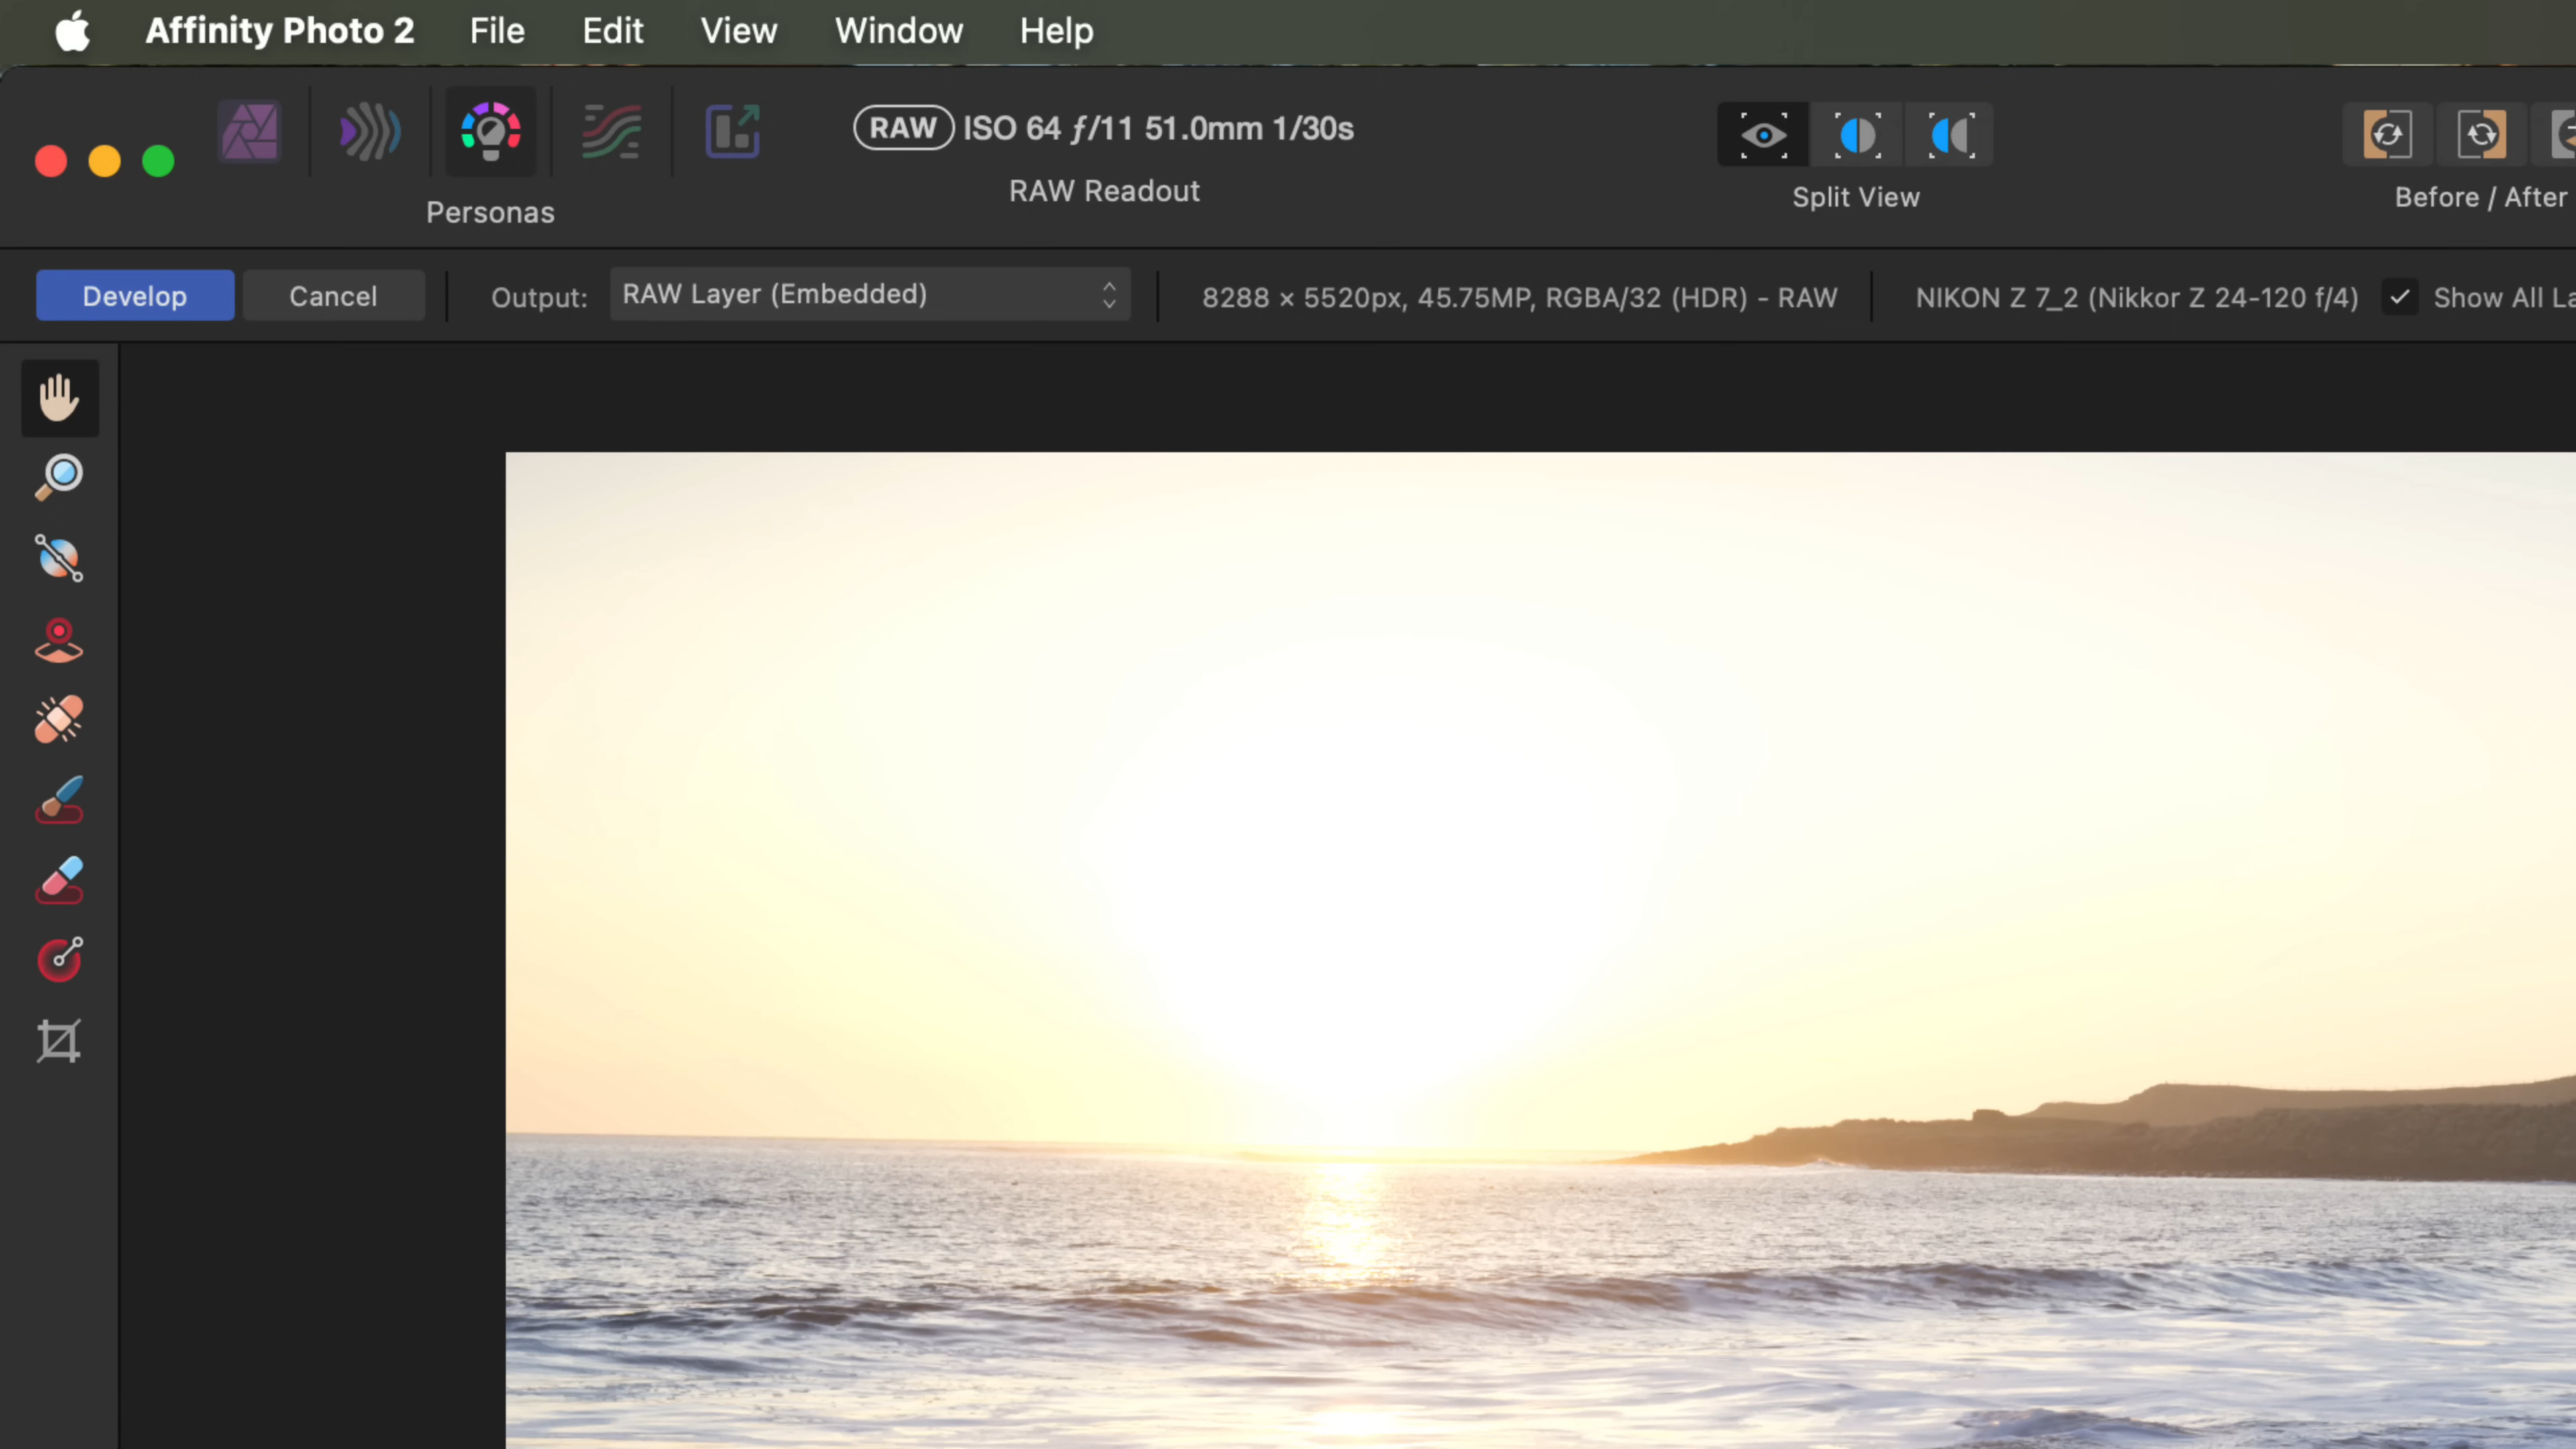 Affinity Photo 2 File Edit View Window Help
RAW ISO 64 ƒ/11 51.0mm 1/30s
RAW Readout
Personas
Split View
Before / After
Develop Cancel Output: RAW Layer (Embedded) 8288 × 5520px, 45.75MP, RGBA/32 (HDR) - RAW NIKON Z 7_2 (Nikkor Z 24-120 f/4) Show All La